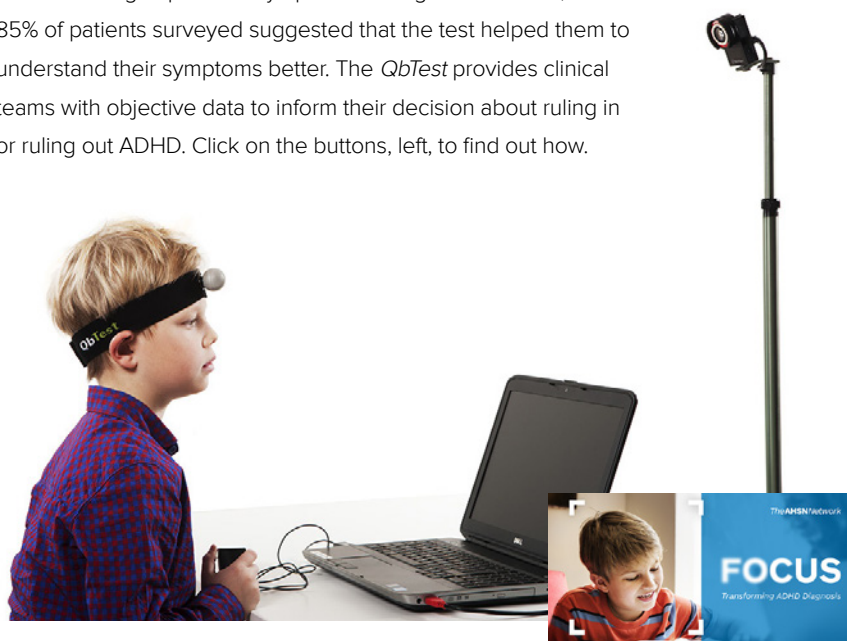 85% of patients surveyed suggested that the test helped them to
understand their symptoms better. The QbTest provides clinical
teams with objective data to inform their decision about ruling in
or ruling out ADHD. Click on the buttons, left, to find out how.
QbTest
DELL
TheAHSNNetwork
FOCUS
Transforming ADHD Diagnosis